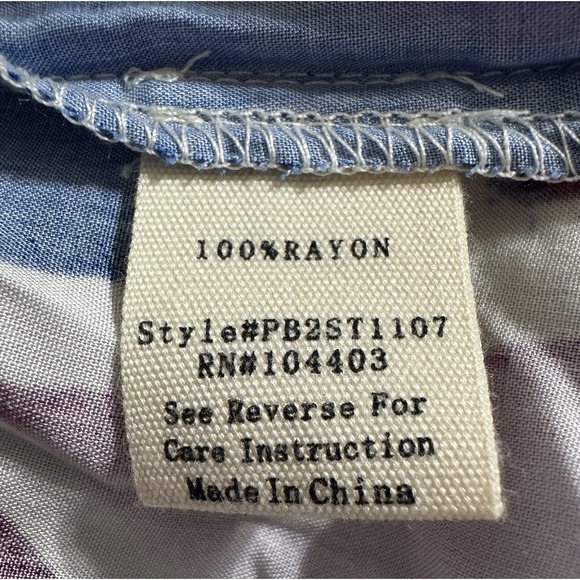 100%RAYON
Style#PB2ST1107
RN#104403
See Reverse For
Care Instruction
Made In China